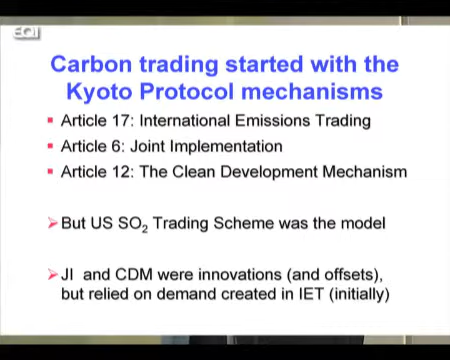 EQI
Carbon trading started with the
Kyoto Protocol mechanisms
Article 17: International Emissions Trading
Article 6: Joint Implementation
Article 12: The Clean Development Mechanism
But US SO₂ Trading Scheme was the model
JI and CDM were innovations (and offsets),
but relied on demand created in IET (initially)